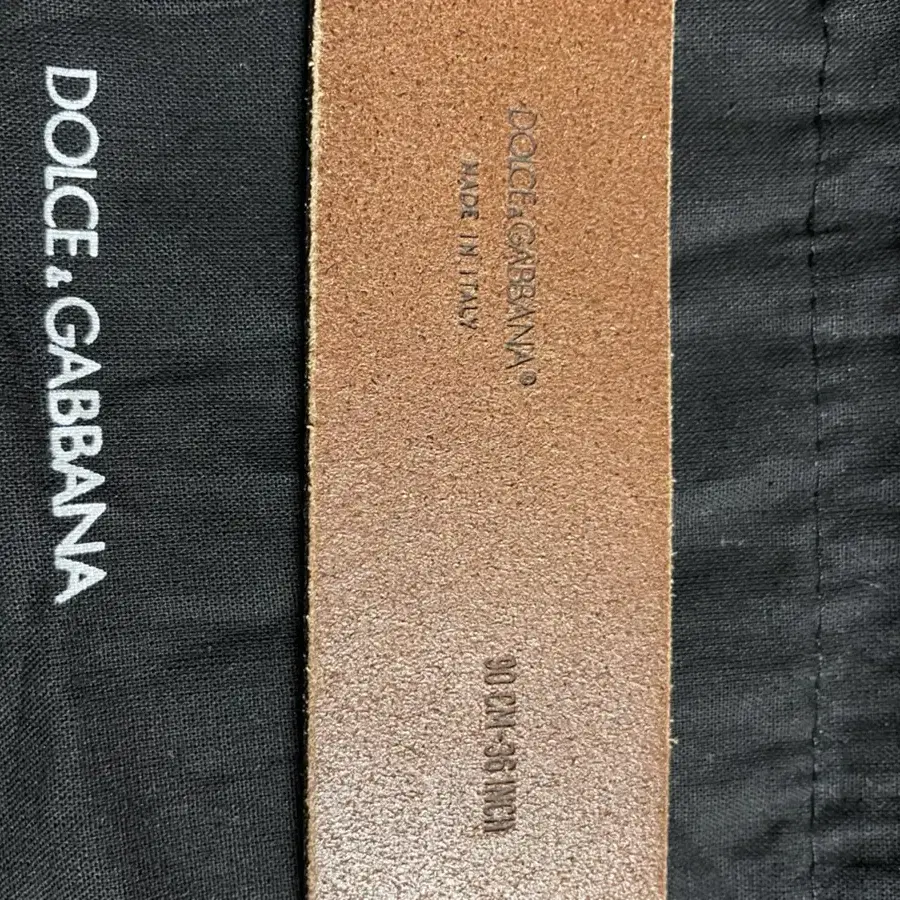 DOLCE & GABBANA
DOLCE & GABBANA®
MADE IN ITALY
90 CM-36 INCH